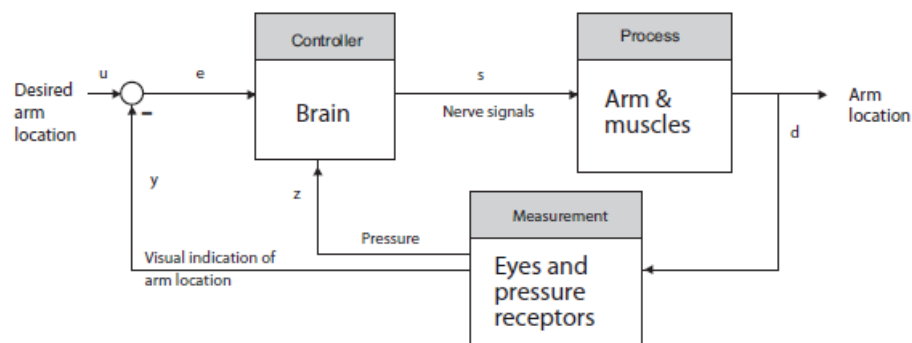 Controller
Process
Desired
arm
location
u
e
s
Brain
Nerve signals
Arm &
muscles
Arm
location
d
–
y
z
Measurement
Pressure
Visual indication of
arm location
Eyes and
pressure
receptors